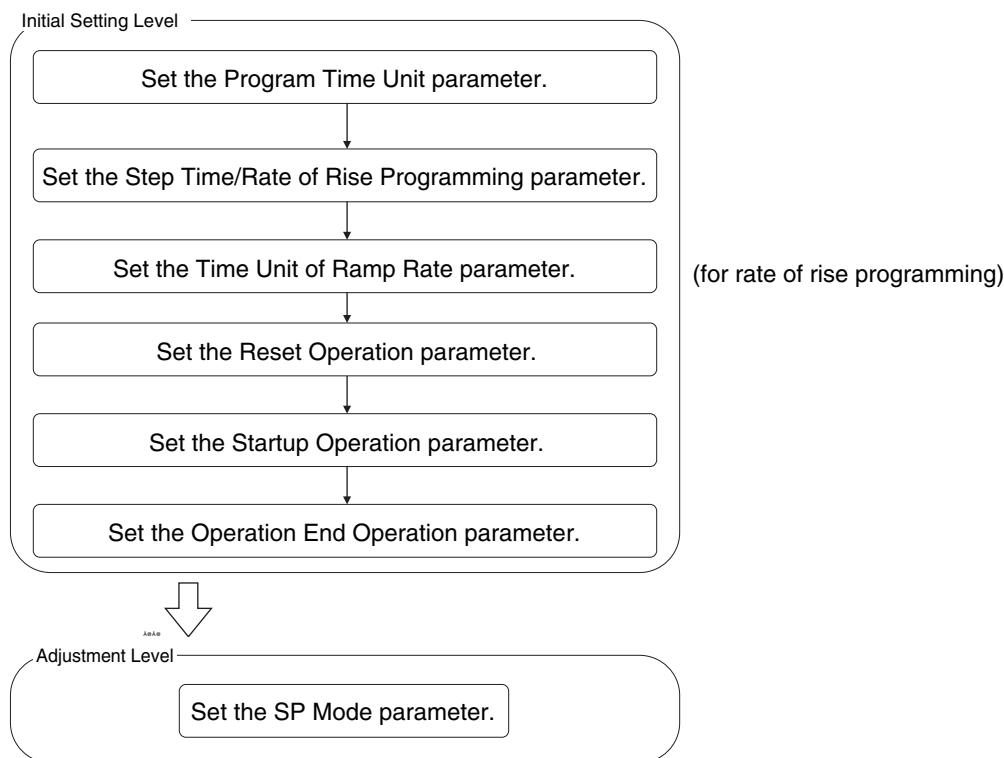 Initial Setting Level
Set the Program Time Unit parameter.
Set the Step Time/Rate of Rise Programming parameter.
Set the Time Unit of Ramp Rate parameter.
(for rate of rise programming)
Set the Reset Operation parameter.
Set the Startup Operation parameter.
Set the Operation End Operation parameter.
Adjustment Level
Set the SP Mode parameter.